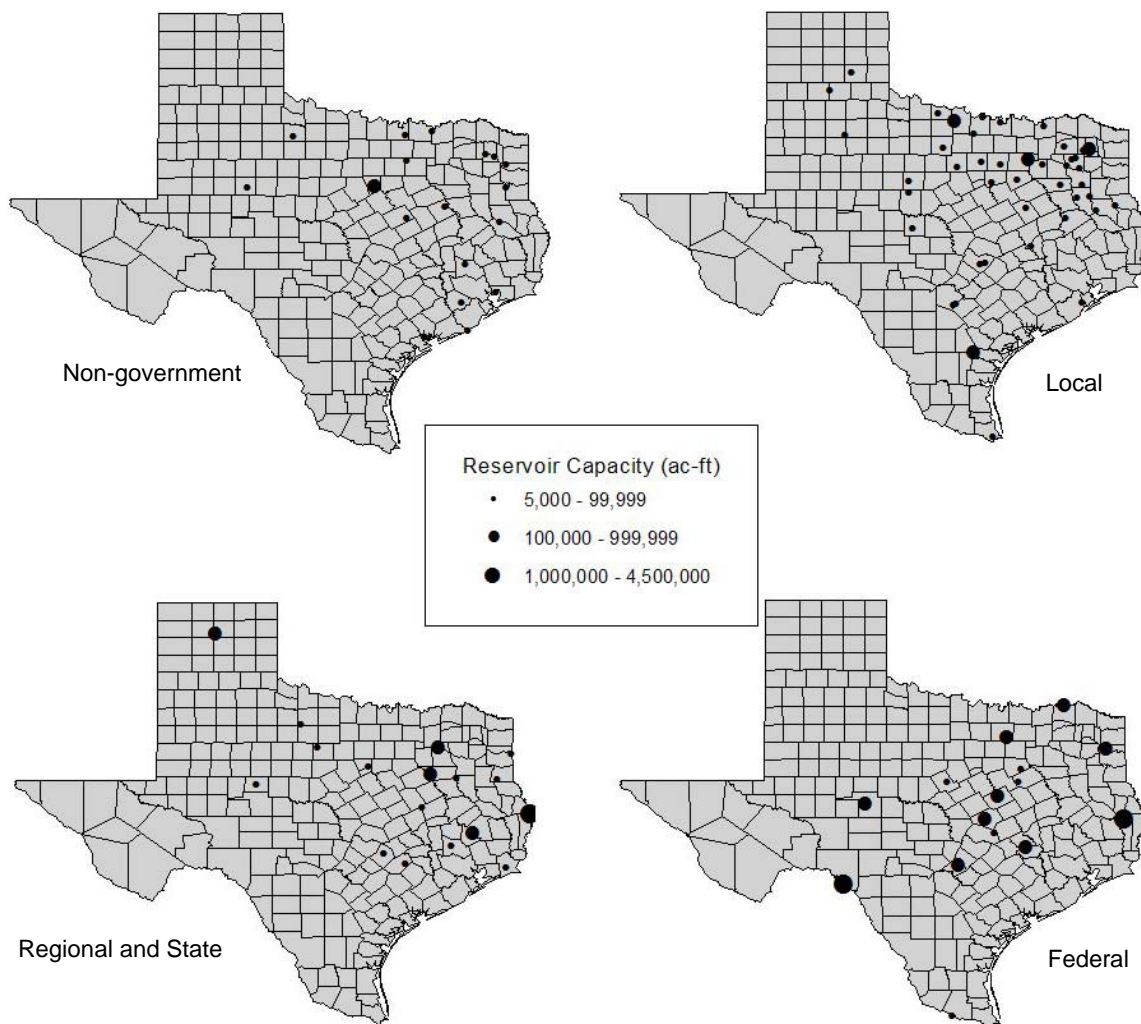 Non-government
Local
Reservoir Capacity (ac-ft)
5,000 - 99,999
100,000 - 999,999
1,000,000 - 4,500,000
Regional and State
Federal